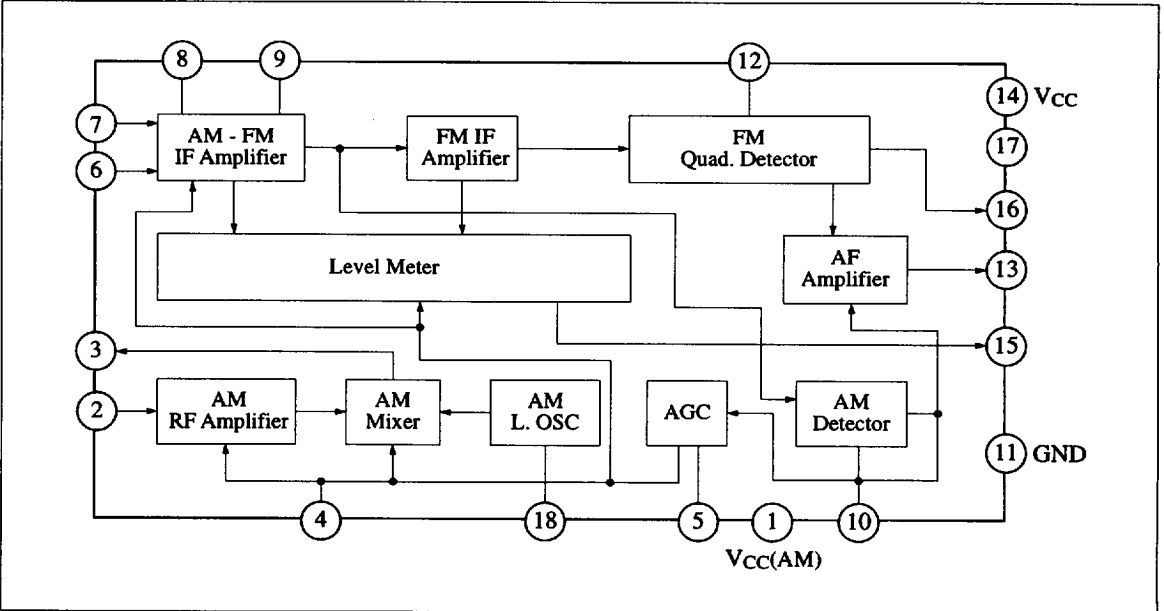 8
9
12
14 VCC
7
AM - FM
IF Amplifier
FM IF
Amplifier
FM
Quad. Detector
17
6
16
Level Meter
AF
Amplifier
13
3
15
2
AM
RF Amplifier
AM
Mixer
AM
L. OSC
AGC
AM
Detector
11 GND
4
18
5
1
10
VCC(AM)